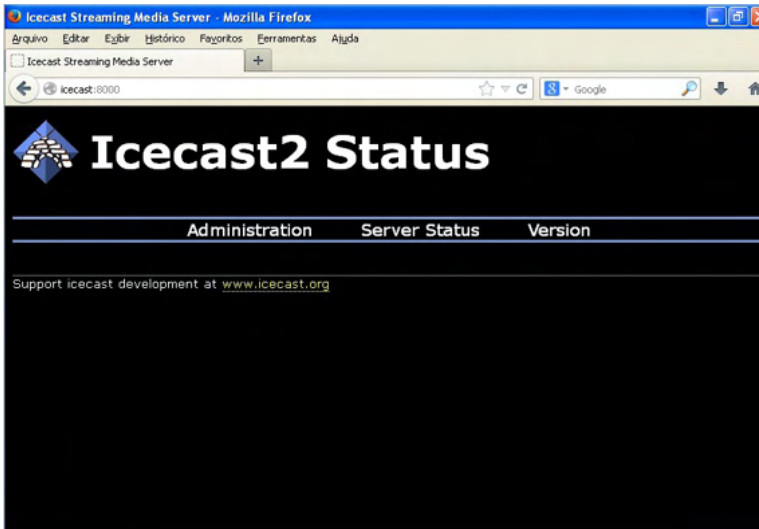 Icecast Streaming Media Server - Mozilla Firefox
Arquivo Editar Exibir Histórico Favoritos Ferramentas Ajuda
Icecast Streaming Media Server +
icecast:8000 8 Google
Icecast2 Status
Administration Server Status Version
Support icecast development at www.icecast.org